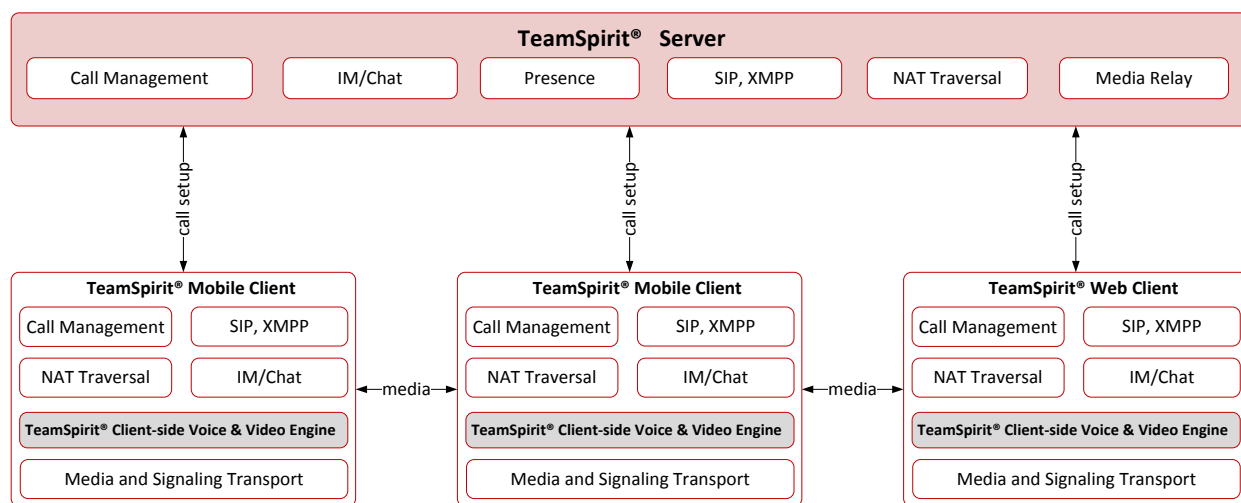 TeamSpirit® Server
Call Management
IM/Chat
Presence
SIP, XMPP
NAT Traversal
Media Relay
call setup
call setup
call setup
TeamSpirit® Mobile Client
Call Management
SIP, XMPP
NAT Traversal
IM/Chat
TeamSpirit® Client-side Voice & Video Engine
Media and Signaling Transport
media
TeamSpirit® Mobile Client
Call Management
SIP, XMPP
NAT Traversal
IM/Chat
TeamSpirit® Client-side Voice & Video Engine
Media and Signaling Transport
media
TeamSpirit® Web Client
Call Management
SIP, XMPP
NAT Traversal
IM/Chat
TeamSpirit® Client-side Voice & Video Engine
Media and Signaling Transport